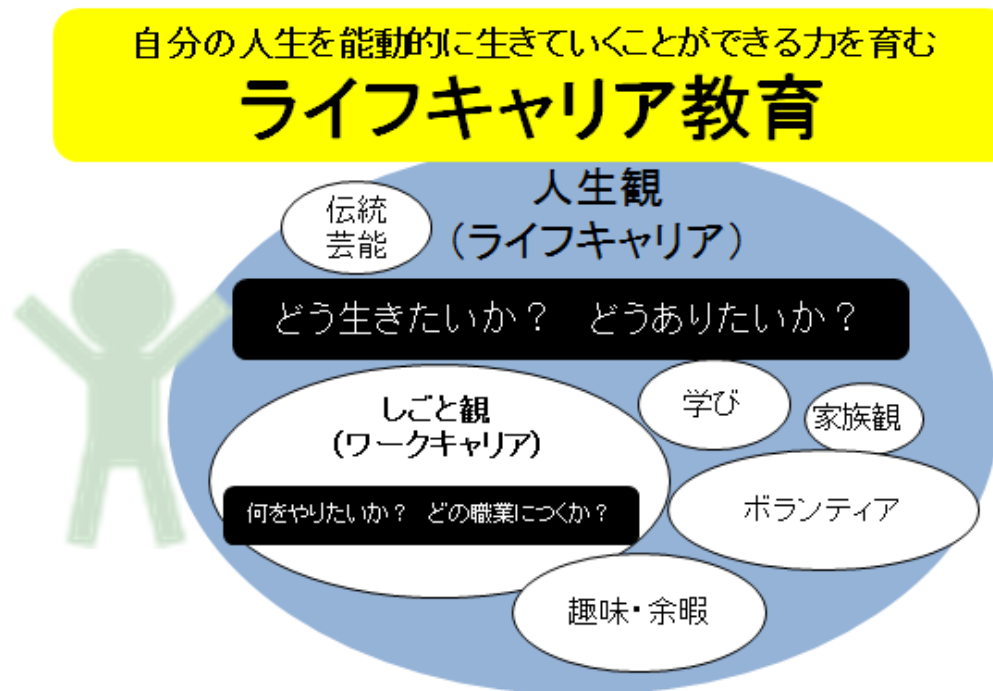 自分の人生を能動的に生きていくことができる力を育む
ライフキャリア教育
人生観
(ライフキャリア)
伝統
芸能
どう生きたいか？　どうありたいか？
しごと観
(ワークキャリア)
何をやりたいか？　どの職業につくか？
学び
家族観
ボランティア
趣味・余暇